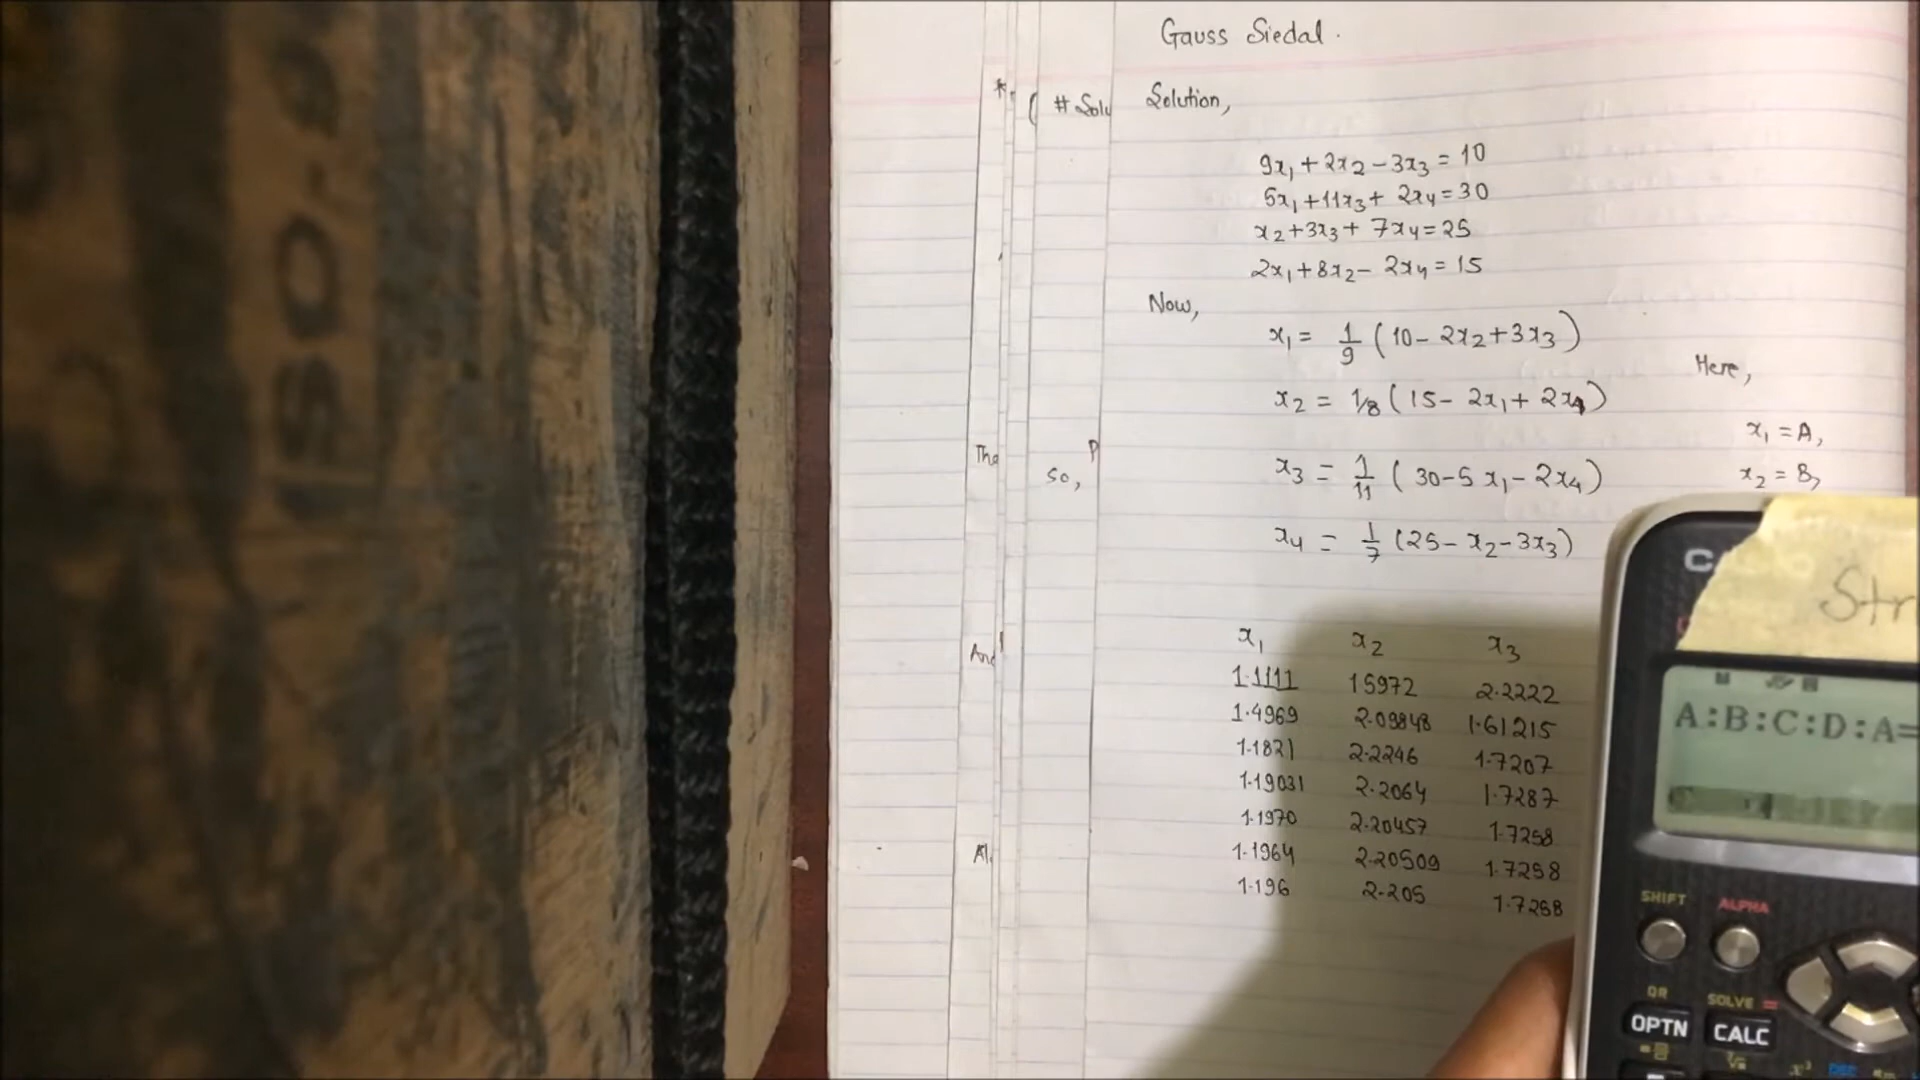 Gauss Siedal.
# Solu
Solution,
9x₁ + 2x₂ - 3x₃ = 10
5x₁ + 11x₃ + 2x₄ = 30
x₂ + 3x₃ + 7x₄ = 25
2x₁ + 8x₂ - 2x₄ = 15
Now,
x₁ = 1/9 (10 - 2x₂ + 3x₃)
x₂ = 1/8 (15 - 2x₁ + 2x₄)
x₃ = 1/11 (30 - 5x₁ - 2x₄)
x₄ = 1/7 (25 - x₂ - 3x₃)
Here,
x₁ = A,
x₂ = B,
The
So,
And
Al
x₁ x₂ x₃
1.1111 15972 2.2222
1.4969 2.09848 1.61215
1.1821 2.2246 1.7207
1.19031 2.2064 1.7287
1.1970 2.20457 1.7258
1.1964 2.20509 1.7258
1.196 2.205 1.7258
Str
A:B:C:D:A=
SHIFT ALPHA
QR SOLVE =
OPTN CALC